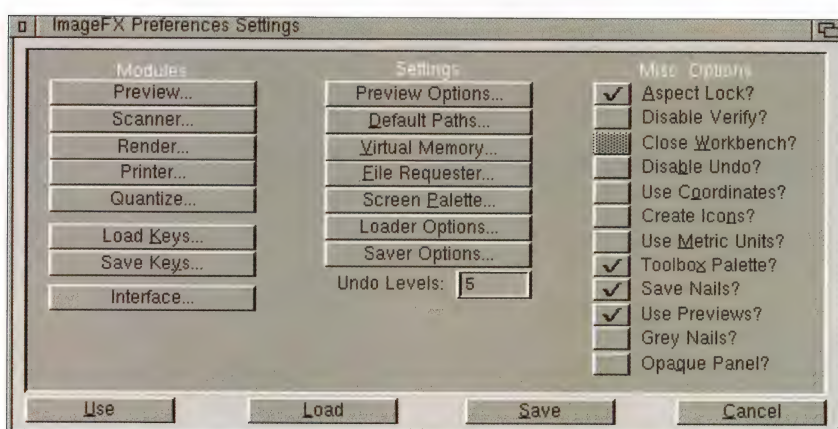 ImageFX Preferences Settings
Modules
Preview...
Scanner...
Render...
Printer...
Quantize...
Load Keys...
Save Keys...
Interface...
Settings
Preview Options...
Default Paths...
Virtual Memory...
File Requester...
Screen Palette...
Loader Options...
Saver Options...
Undo Levels: 5
Misc Options
Aspect Lock?
Disable Verify?
Close Workbench?
Disable Undo?
Use Coordinates?
Create Icons?
Use Metric Units?
Toolbox Palette?
Save Nails?
Use Previews?
Grey Nails?
Opaque Panel?
Use
Load
Save
Cancel